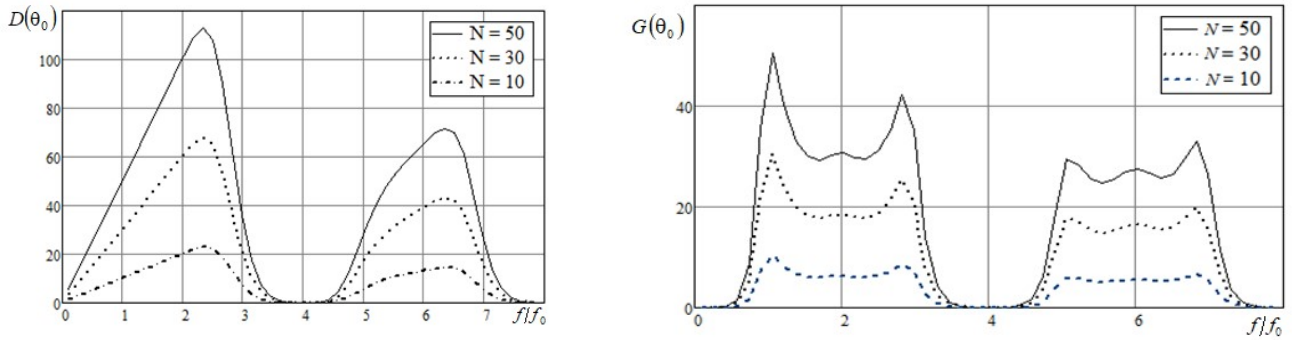 D(θ₀)
N = 50
N = 30
N = 10
100
80
60
40
20
0
0 1 2 3 4 5 6 7 f/f₀
G(θ₀)
N = 50
N = 30
N = 10
40
20
0
0 2 4 6 f/f₀